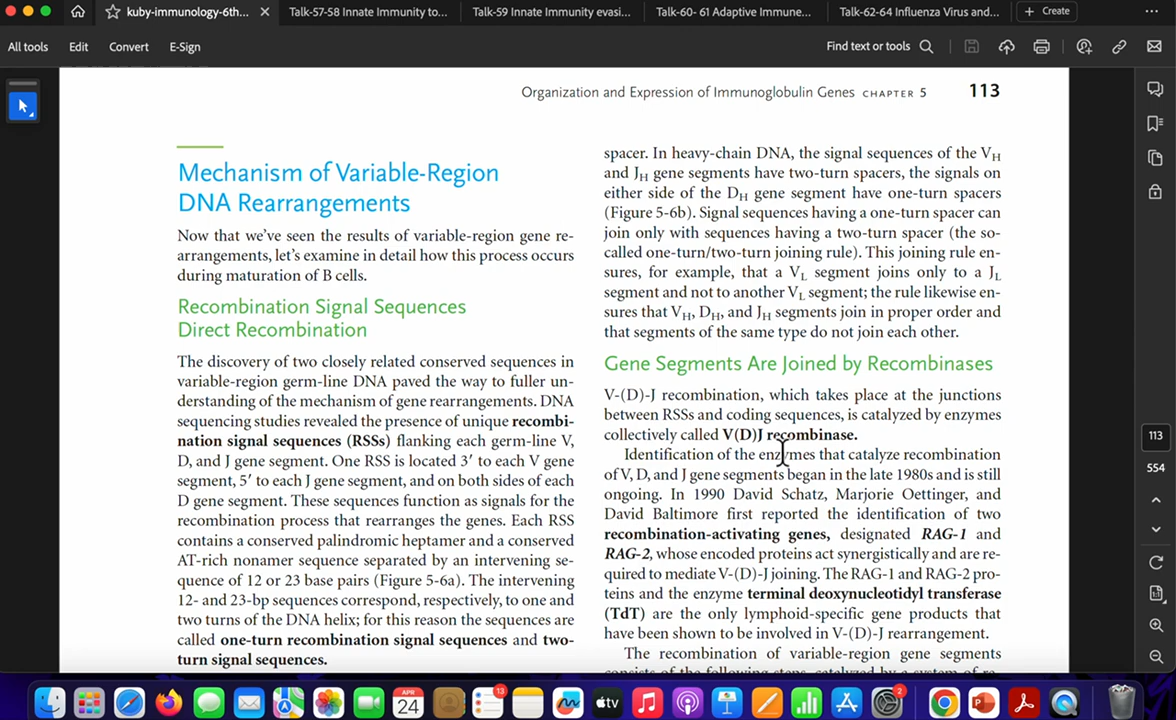 kuby-immunology-6th...
Talk-57-58 Innate Immunity to...
Talk-59 Innate Immunity evasi...
Talk-60- 61 Adaptive Immune...
Talk-62-64 Influenza Virus and...
+ Create
All tools Edit Convert E-Sign
Find text or tools
Organization and Expression of Immunoglobulin Genes CHAPTER 5 113
Mechanism of Variable-Region
DNA Rearrangements
Now that we’ve seen the results of variable-region gene re-
arrangements, let’s examine in detail how this process occurs
during maturation of B cells.
Recombination Signal Sequences
Direct Recombination
The discovery of two closely related conserved sequences in
variable-region germ-line DNA paved the way to fuller un-
derstanding of the mechanism of gene rearrangements. DNA
sequencing studies revealed the presence of unique recombi-
nation signal sequences (RSSs) flanking each germ-line V,
D, and J gene segment. One RSS is located 3′ to each V gene
segment, 5′ to each J gene segment, and on both sides of each
D gene segment. These sequences function as signals for the
recombination process that rearranges the genes. Each RSS
contains a conserved palindromic heptamer and a conserved
AT-rich nonamer sequence separated by an intervening se-
quence of 12 or 23 base pairs (Figure 5-6a). The intervening
12- and 23-bp sequences correspond, respectively, to one and
two turns of the DNA helix; for this reason the sequences are
called one-turn recombination signal sequences and two-
turn signal sequences.
spacer. In heavy-chain DNA, the signal sequences of the VH
and JH gene segments have two-turn spacers, the signals on
either side of the DH gene segment have one-turn spacers
(Figure 5-6b). Signal sequences having a one-turn spacer can
join only with sequences having a two-turn spacer (the so-
called one-turn/two-turn joining rule). This joining rule en-
sures, for example, that a VL segment joins only to a JL
segment and not to another VL segment; the rule likewise en-
sures that VH, DH, and JH segments join in proper order and
that segments of the same type do not join each other.
Gene Segments Are Joined by Recombinases
V-(D)-J recombination, which takes place at the junctions
between RSSs and coding sequences, is catalyzed by enzymes
collectively called V(D)J recombinase.
Identification of the enzymes that catalyze recombination
of V, D, and J gene segments began in the late 1980s and is still
ongoing. In 1990 David Schatz, Marjorie Oettinger, and
David Baltimore first reported the identification of two
recombination-activating genes, designated RAG-1 and
RAG-2, whose encoded proteins act synergistically and are re-
quired to mediate V-(D)-J joining. The RAG-1 and RAG-2 pro-
teins and the enzyme terminal deoxynucleotidyl transferase
(TdT) are the only lymphoid-specific gene products that
have been shown to be involved in V-(D)-J rearrangement.
The recombination of variable-region gene segments
consists of the following steps, catalyzed by a system of re-
113
554
APR
24
13
tv
2